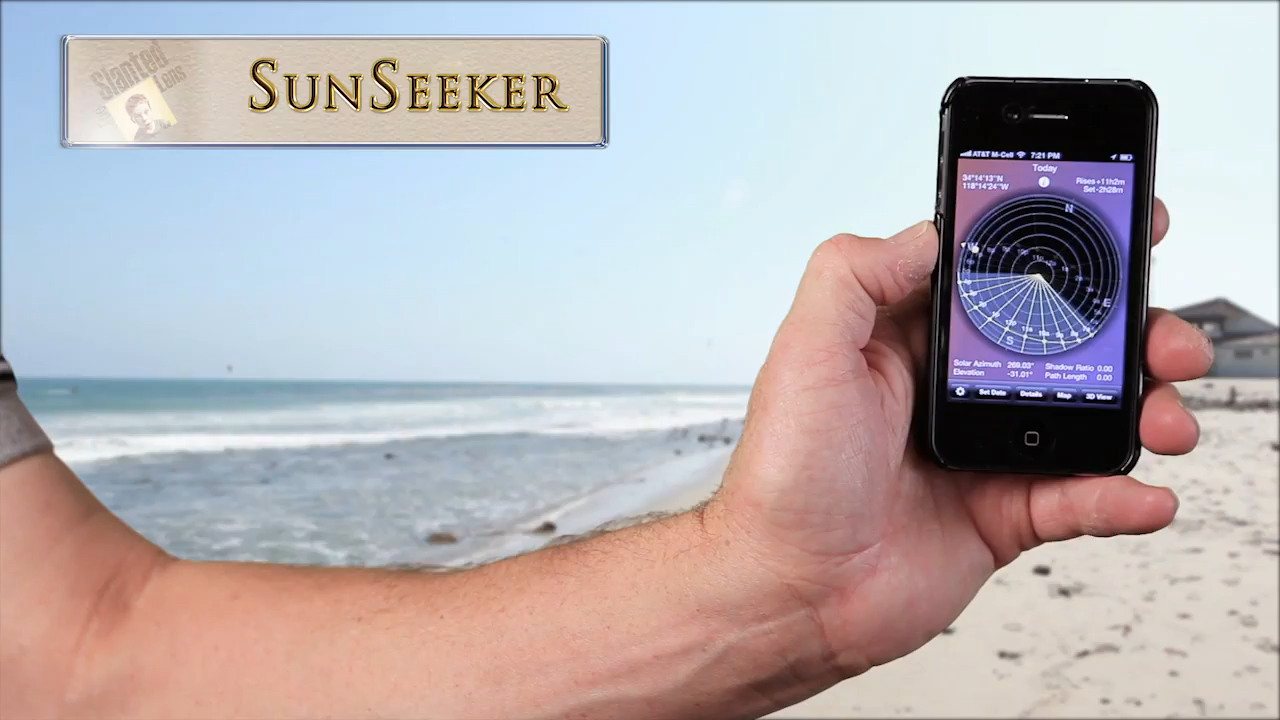 Slanted
Lens
SUNSEEKER
AT&T M-Cell 7:21 PM
Today
34°14'13"N
118°14'24"W
Rises+11h2m
Set-2h28m
N
W
E
S
Solar Azimuth 269.03°
Elevation -31.01°
Shadow Ratio 0.00
Path Length 0.00
Set Date Details Map 3D View